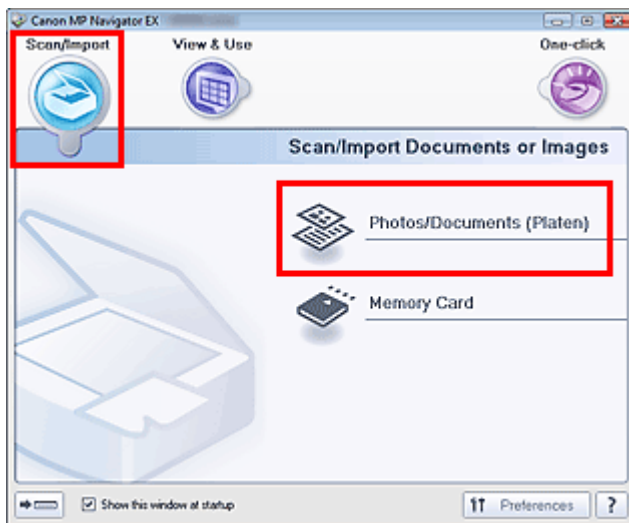 Canon MP Navigator EX
Scan/Import View & Use One-click
Scan/Import Documents or Images
Photos/Documents (Platen)
Memory Card
Show this window at startup Preferences ?